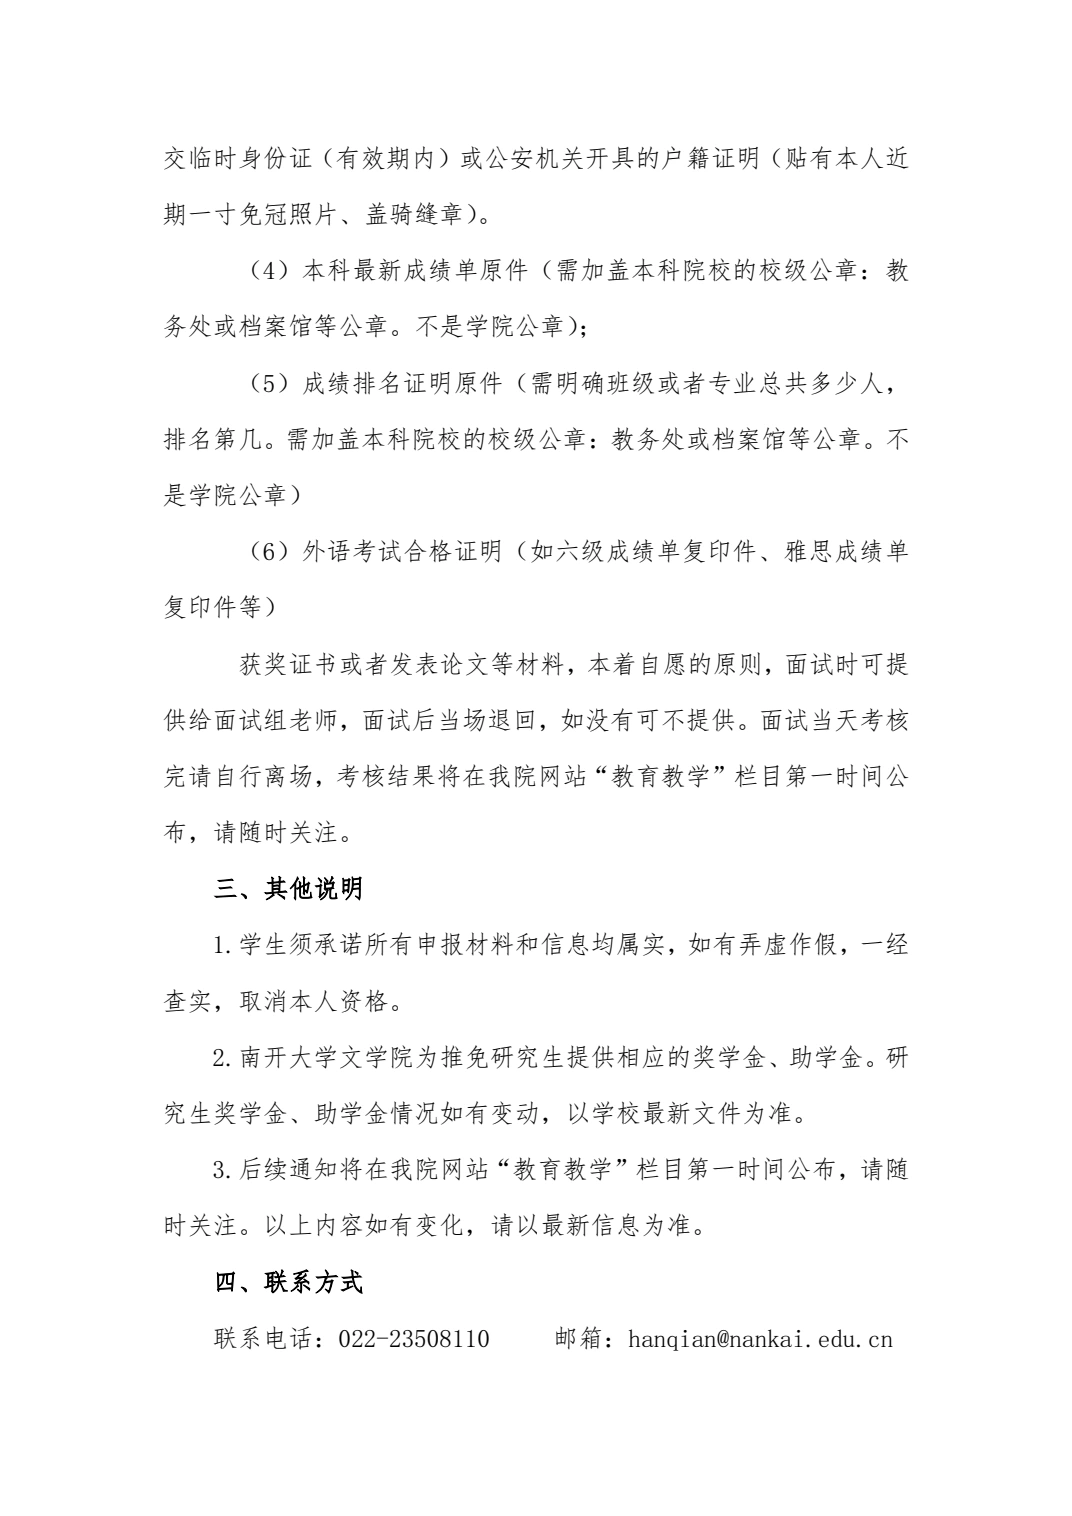 交临时身份证（有效期内）或公安机关开具的户籍证明（贴有本人近
期一寸免冠照片、盖骑缝章）。
（4）本科最新成绩单原件（需加盖本科院校的校级公章：教
务处或档案馆等公章。不是学院公章）；
（5）成绩排名证明原件（需明确班级或者专业总共多少人，
排名第几。需加盖本科院校的校级公章：教务处或档案馆等公章。不
是学院公章）
（6）外语考试合格证明（如六级成绩单复印件、雅思成绩单
复印件等）
获奖证书或者发表论文等材料，本着自愿的原则，面试时可提
供给面试组老师，面试后当场退回，如没有可不提供。面试当天考核
完请自行离场，考核结果将在我院网站“教育教学”栏目第一时间公
布，请随时关注。
三、其他说明
1.学生须承诺所有申报材料和信息均属实，如有弄虚作假，一经
查实，取消本人资格。
2.南开大学文学院为推免研究生提供相应的奖学金、助学金。研
究生奖学金、助学金情况如有变动，以学校最新文件为准。
3.后续通知将在我院网站“教育教学”栏目第一时间公布，请随
时关注。以上内容如有变化，请以最新信息为准。
四、联系方式
联系电话：022-23508110 邮箱：hanqian@nankai.edu.cn